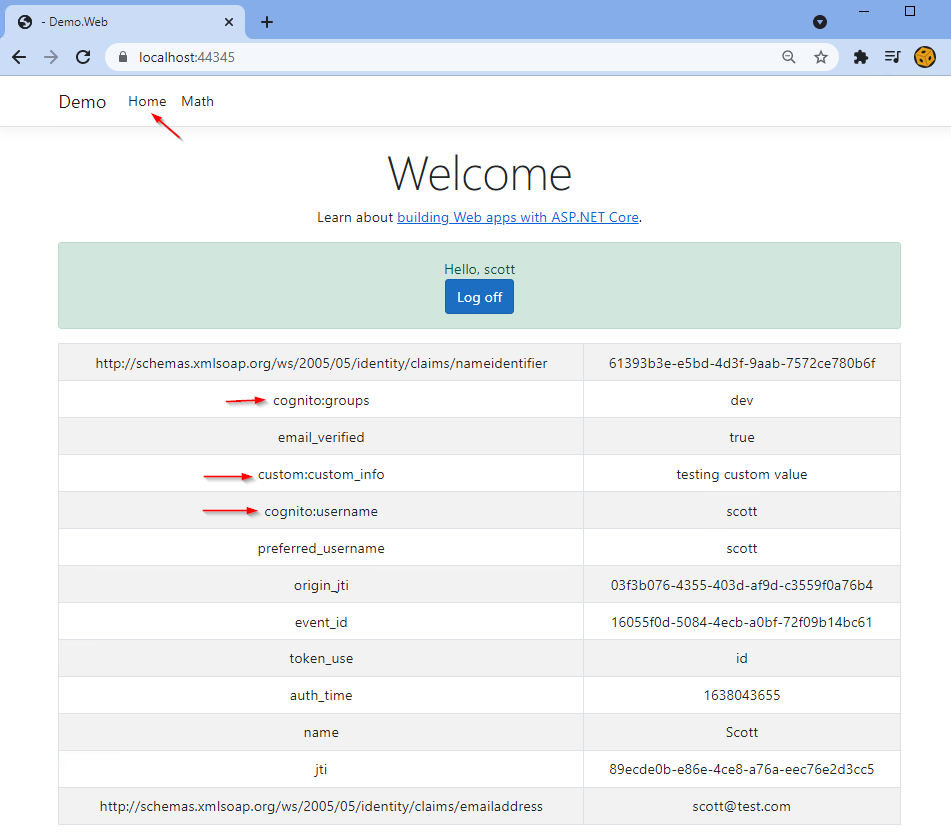 - Demo.Web
localhost:44345
Demo Home Math
Welcome
Learn about building Web apps with ASP.NET Core.
Hello, scott
Log off
http://schemas.xmlsoap.org/ws/2005/05/identity/claims/nameidentifier 61393b3e-e5bd-4d3f-9aab-7572ce780b6f
cognito:groups dev
email_verified true
custom:custom_info testing custom value
cognito:username scott
preferred_username scott
origin_jti 03f3b076-4355-403d-af9d-c3559f0a76b4
event_id 16055f0d-5084-4ecb-a0bf-72f09b14bc61
token_use id
auth_time 1638043655
name Scott
jti 89ecde0b-e86e-4ce8-a76a-eec76e2d3cc5
http://schemas.xmlsoap.org/ws/2005/05/identity/claims/emailaddress scott@test.com